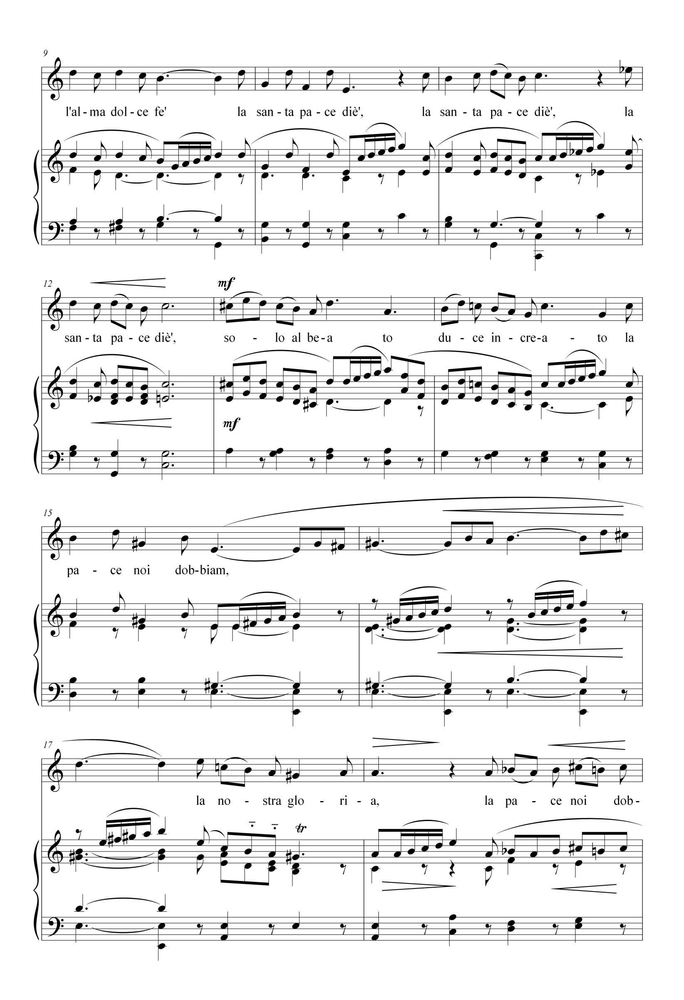 9
l'al - ma dol - ce fe' la san - ta pa - ce diè', la san - ta pa - ce diè', la
12
mf
san - ta pa - ce diè', so - lo al be - a to du - ce in - cre - a - to la
mf
15
pa - ce noi dob - biam,
17
la no - stra glo - ri - a, la pa - ce noi dob -
tr